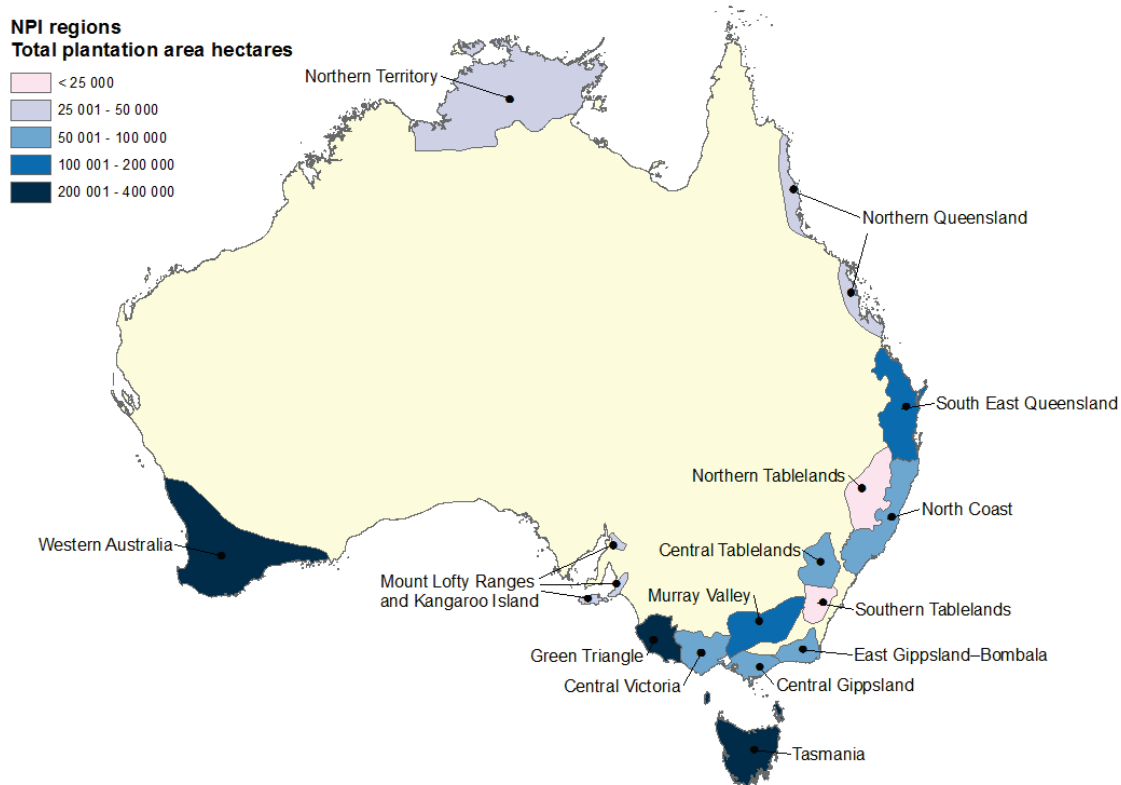 NPI regions
Total plantation area hectares
< 25 000
25 001 - 50 000
50 001 - 100 000
100 001 - 200 000
200 001 - 400 000
Northern Territory
Northern Queensland
South East Queensland
Northern Tablelands
North Coast
Western Australia
Central Tablelands
Mount Lofty Ranges
and Kangaroo Island
Murray Valley
Southern Tablelands
Green Triangle
East Gippsland–Bombala
Central Victoria
Central Gippsland
Tasmania